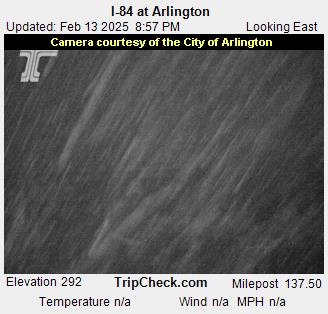 I-84 at Arlington
Updated: Feb 13 2025 8:57 PM Looking East
Camera courtesy of the City of Arlington
Elevation 292 TripCheck.com Milepost 137.50
Temperature n/a Wind n/a MPH n/a